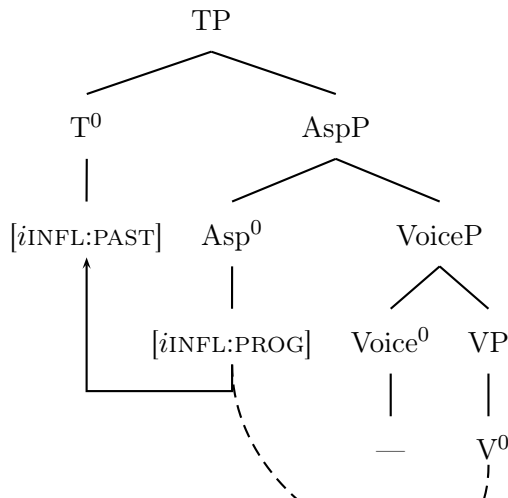 TP
T⁰ AspP
[iINFL:PAST] Asp⁰ VoiceP
[iINFL:PROG] Voice⁰ VP
— V⁰